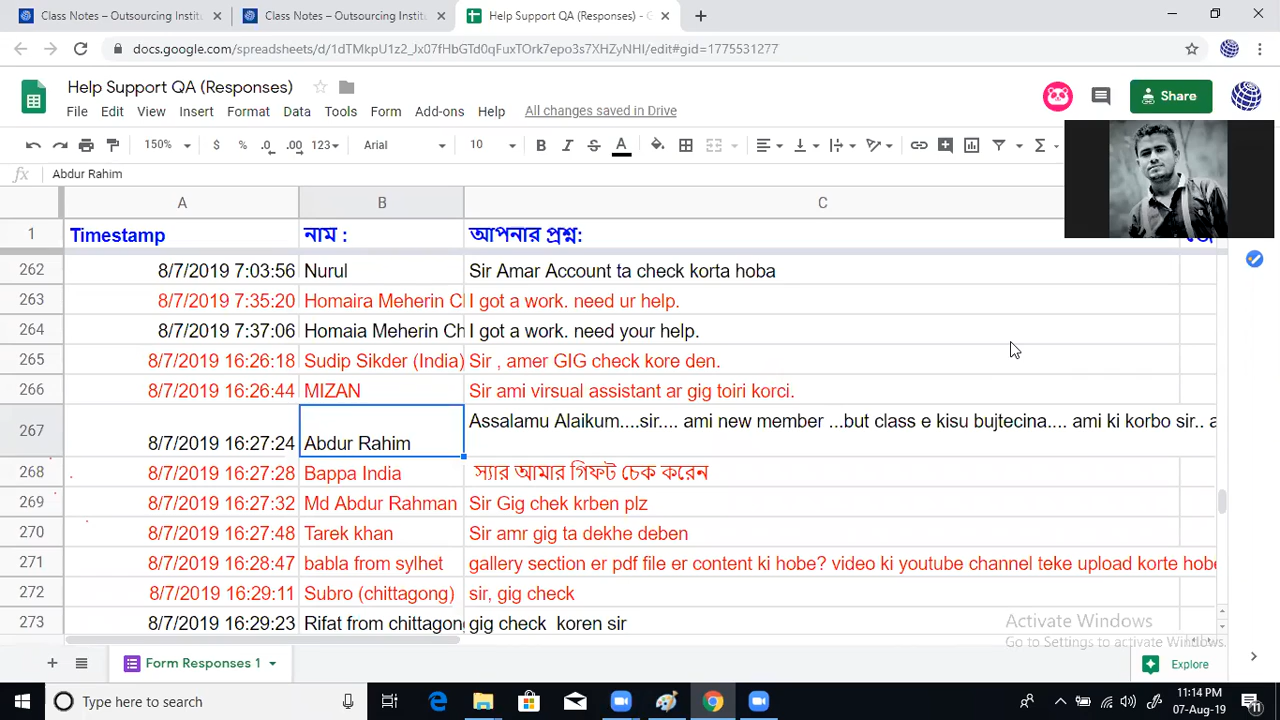 Class Notes – Outsourcing Institu
Class Notes – Outsourcing Institu
Help Support QA (Responses) - G
docs.google.com/spreadsheets/d/1dTMkpU1z2_Jx07fHbGTd0qFuxTOrk7epo3s7XHZyNHI/edit#gid=1775531277
Help Support QA (Responses)
File Edit View Insert Format Data Tools Form Add-ons Help All changes saved in Drive
Share
150% $ % .0 .00 123 Arial 10 B I S A
fx Abdur Rahim
A B C
1 Timestamp নাম : আপনার প্রশ্ন:
262 8/7/2019 7:03:56 Nurul Sir Amar Account ta check korta hoba
263 8/7/2019 7:35:20 Homaira Meherin Cl I got a work. need ur help.
264 8/7/2019 7:37:06 Homaia Meherin Ch I got a work. need your help.
265 8/7/2019 16:26:18 Sudip Sikder (India) Sir , amer GIG check kore den.
266 8/7/2019 16:26:44 MIZAN Sir ami virsual assistant ar gig toiri korci.
267 8/7/2019 16:27:24 Abdur Rahim Assalamu Alaikum....sir.... ami new member ...but class e kisu bujtecina.... ami ki korbo sir.. a
268 8/7/2019 16:27:28 Bappa India স্যার আমার গিফট চেক করেন
269 8/7/2019 16:27:32 Md Abdur Rahman Sir Gig chek krben plz
270 8/7/2019 16:27:48 Tarek khan Sir amr gig ta dekhe deben
271 8/7/2019 16:28:47 babla from sylhet gallery section er pdf file er content ki hobe? video ki youtube channel teke upload korte hobe
272 8/7/2019 16:29:11 Subro (chittagong) sir, gig check
273 8/7/2019 16:29:23 Rifat from chittagong gig check koren sir
Activate Windows
Go to Settings to activate Windows.
Form Responses 1
Explore
Type here to search
11:14 PM
07-Aug-19
11